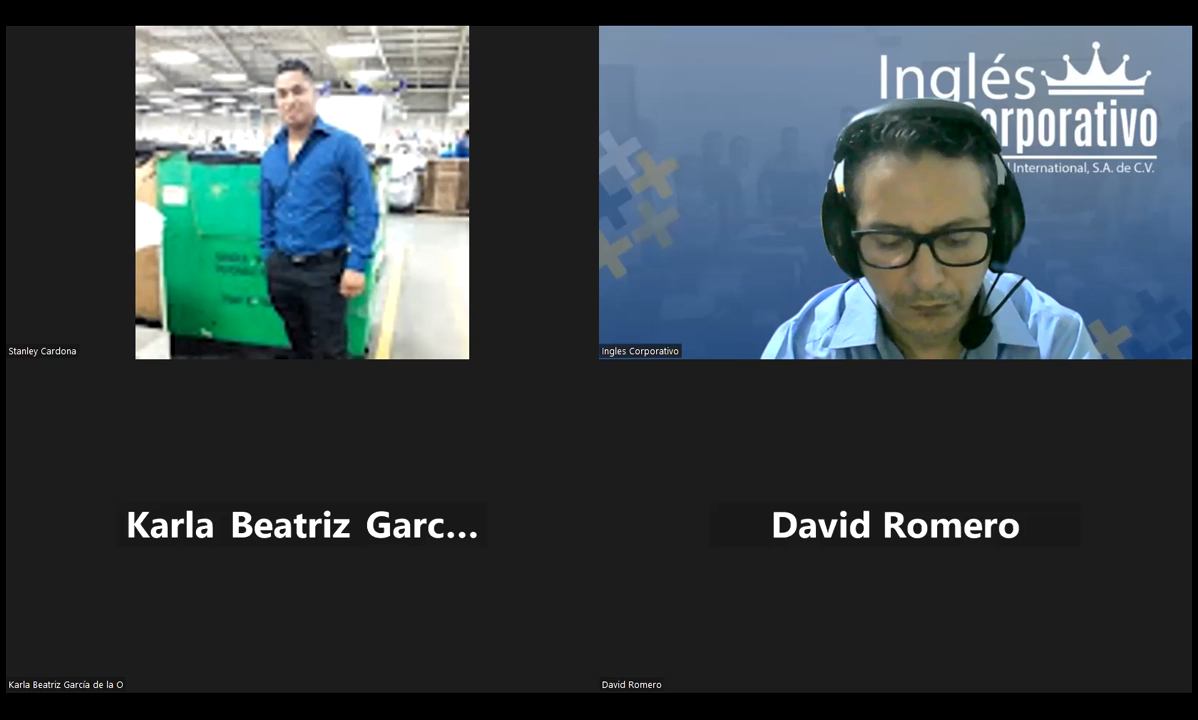 Stanley Cardona
Inglés
orporativo
International, S.A. de C.V.
Ingles Corporativo
Karla Beatriz Garc...
David Romero
Karla Beatriz García de la O
David Romero